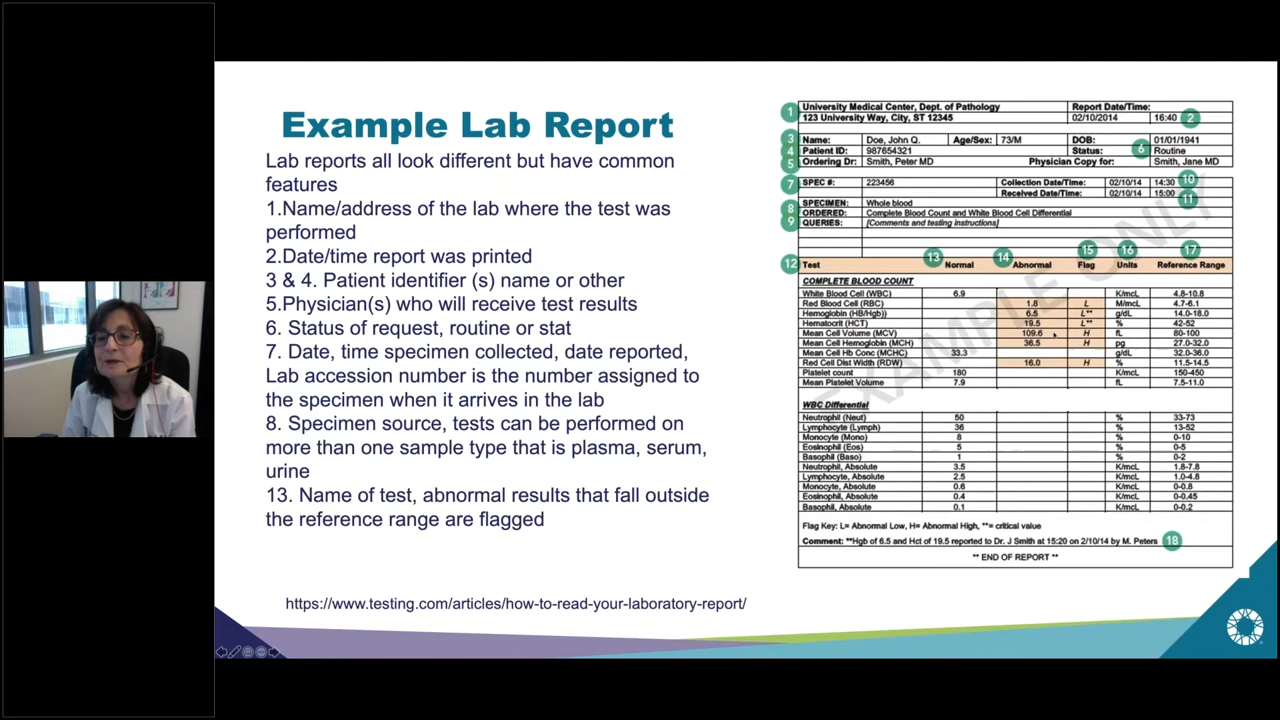 Example Lab Report
Lab reports all look different but have common
features
1.Name/address of the lab where the test was
performed
2.Date/time report was printed
3 & 4. Patient identifier (s) name or other
5.Physician(s) who will receive test results
6. Status of request, routine or stat
7. Date, time specimen collected, date reported,
Lab accession number is the number assigned to
the specimen when it arrives in the lab
8. Specimen source, tests can be performed on
more than one sample type that is plasma, serum,
urine
13. Name of test, abnormal results that fall outside
the reference range are flagged
https://www.testing.com/articles/how-to-read-your-laboratory-report/
1 University Medical Center, Dept. of Pathology Report Date/Time:
123 University Way, City, ST 12345 02/10/2014 16:40 2
3 Name: Doe, John Q. Age/Sex: 73/M DOB: 01/01/1941
4 Patient ID: 987654321 Status: 6 Routine
5 Ordering Dr: Smith, Peter MD Physician Copy for: Smith, Jane MD
7 SPEC #: 223456 Collection Date/Time: 02/10/14 14:30 10
Received Date/Time: 02/10/14 15:00 11
8 SPECIMEN: Whole blood
ORDERED: Complete Blood Count and White Blood Cell Differential
9 QUERIES: [Comments and testing instructions]
12 Test 13 Normal 14 Abnormal 15 Flag 16 Units 17 Reference Range
COMPLETE BLOOD COUNT
White Blood Cell (WBC) 6.9 K/mcL 4.8-10.8
Red Blood Cell (RBC) 1.8 L M/mcL 4.7-6.1
Hemoglobin (HB/Hgb)) 6.5 L** g/dL 14.0-18.0
Hematocrit (HCT) 19.5 L** % 42-52
Mean Cell Volume (MCV) 109.6 H fL 80-100
Mean Cell Hemoglobin (MCH) 36.5 H pg 27.0-32.0
Mean Cell Hb Conc (MCHC) 33.3 g/dL 32.0-36.0
Red Cell Dist Width (RDW) 16.0 H % 11.5-14.5
Platelet count 180 K/mcL 150-450
Mean Platelet Volume 7.9 fL 7.5-11.0
WBC Differential
Neutrophil (Neut) 50 % 33-73
Lymphocyte (Lymph) 36 % 13-52
Monocyte (Mono) 8 % 0-10
Eosinophil (Eos) 5 % 0-5
Basophil (Baso) 1 % 0-2
Neutrophil, Absolute 3.5 K/mcL 1.8-7.8
Lymphocyte, Absolute 2.5 K/mcL 1.0-4.8
Monocyte, Absolute 0.6 K/mcL 0-0.8
Eosinophil, Absolute 0.4 K/mcL 0-0.45
Basophil, Absolute 0.1 K/mcL 0-0.2
Flag Key: L= Abnormal Low, H= Abnormal High, **= critical value
Comment: **Hgb of 6.5 and Hct of 19.5 reported to Dr. J Smith at 15:20 on 2/10/14 by M. Peters 18
** END OF REPORT **
EXAMPLE ONLY